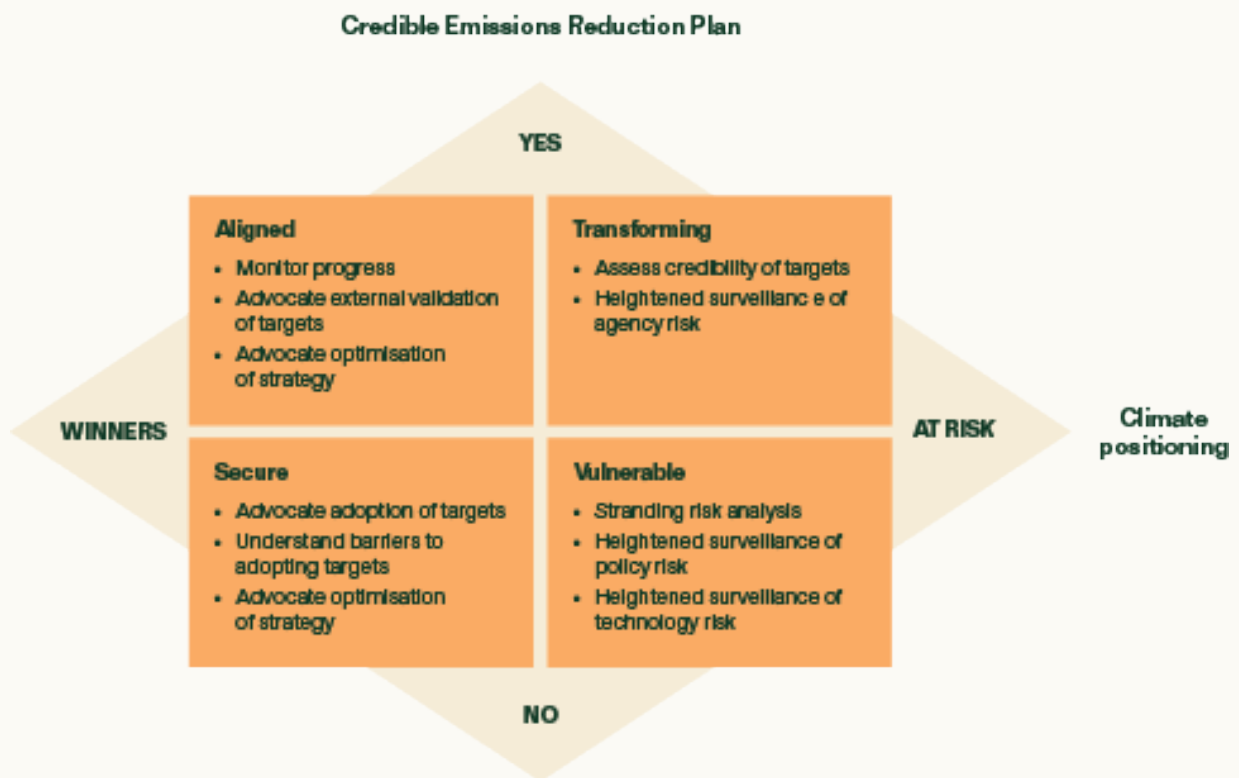 Credible Emissions Reduction Plan
YES
Aligned
• Monitor progress
• Advocate external validation
of targets
• Advocate optimisation
of strategy
Transforming
• Assess credibility of targets
• Heightened surveillanc e of
agency risk
WINNERS
AT RISK
Climate
positioning
Secure
• Advocate adoption of targets
• Understand barriers to
adopting targets
• Advocate optimisation
of strategy
Vulnerable
• Stranding risk analysis
• Heightened surveillance of
policy risk
• Heightened surveillance of
technology risk
NO